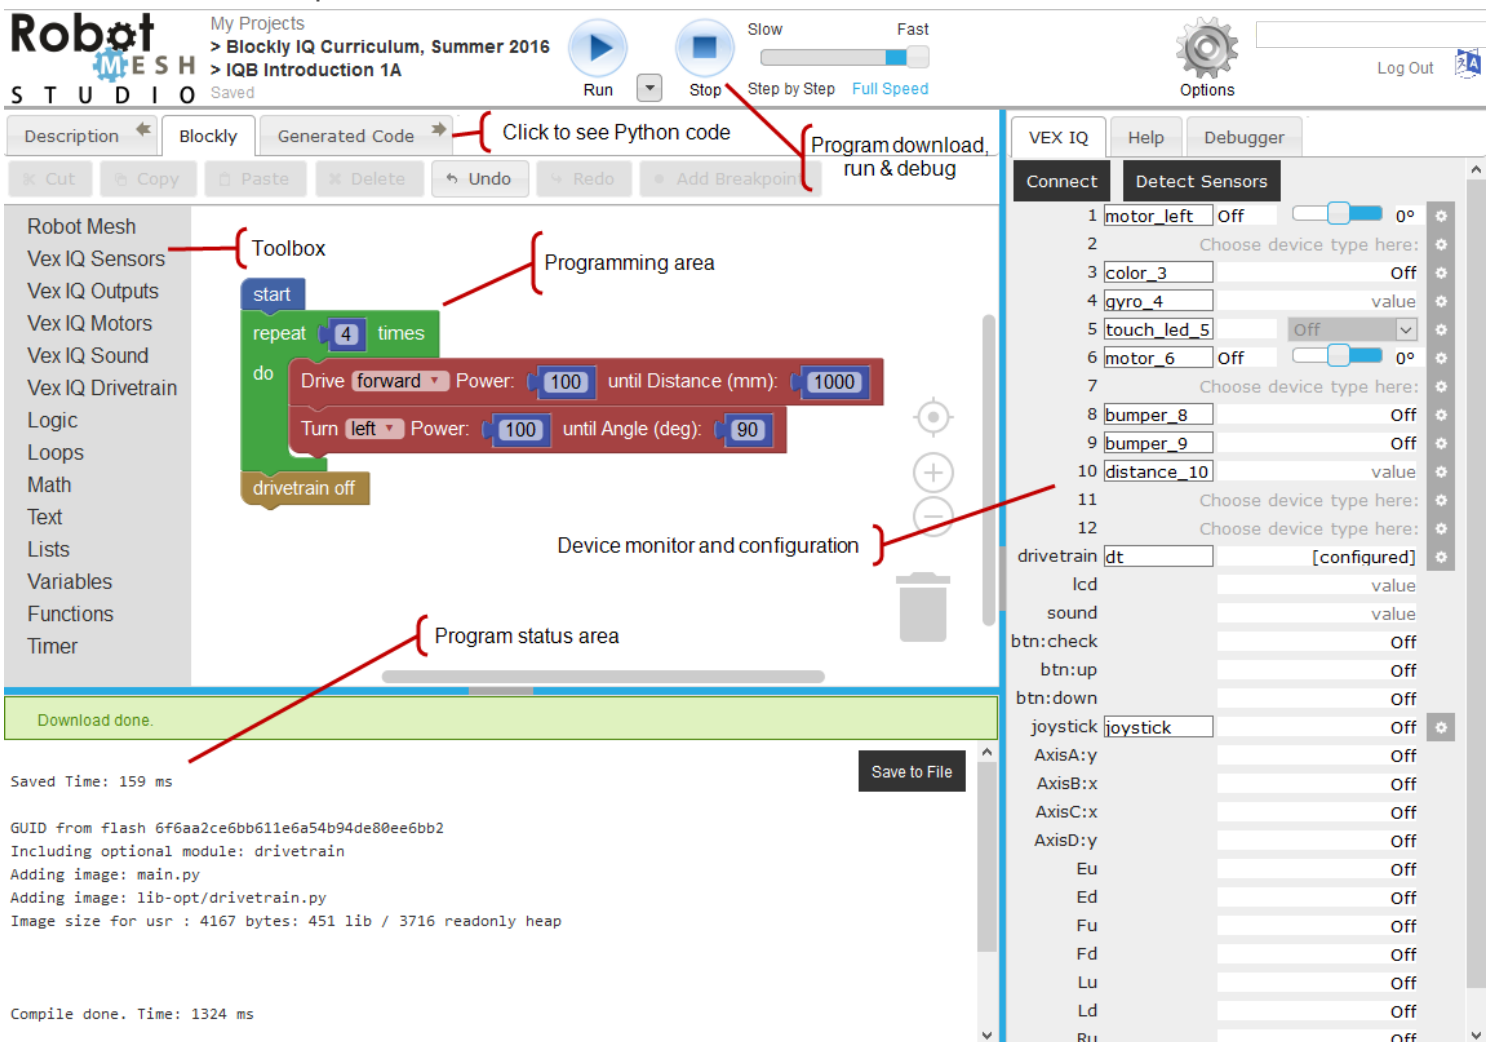 Robot
MESH
STUDIO
My Projects
> Blockly IQ Curriculum, Summer 2016
> IQB Introduction 1A
Saved
Run
Stop
Slow Fast
Step by Step Full Speed
Options
Log Out
Description
Blockly
Generated Code
Click to see Python code
Program download,
run & debug
Cut
Copy
Paste
Delete
Undo
Redo
Add Breakpoint
Robot Mesh
Vex IQ Sensors
Vex IQ Outputs
Vex IQ Motors
Vex IQ Sound
Vex IQ Drivetrain
Logic
Loops
Math
Text
Lists
Variables
Functions
Timer
Toolbox
Programming area
start
repeat 4 times
do
Drive forward Power: 100 until Distance (mm): 1000
Turn left Power: 100 until Angle (deg): 90
drivetrain off
Device monitor and configuration
Program status area
Download done.
Save to File
Saved Time: 159 ms
GUID from flash 6f6aa2ce6bb611e6a54b94de80ee6bb2
Including optional module: drivetrain
Adding image: main.py
Adding image: lib-opt/drivetrain.py
Image size for usr : 4167 bytes: 451 lib / 3716 readonly heap
Compile done. Time: 1324 ms
VEX IQ
Help
Debugger
Connect
Detect Sensors
1 motor_left Off 0°
2 Choose device type here:
3 color_3 Off
4 gyro_4 value
5 touch_led_5 Off
6 motor_6 Off 0°
7 Choose device type here:
8 bumper_8 Off
9 bumper_9 Off
10 distance_10 value
11 Choose device type here:
12 Choose device type here:
drivetrain dt [configured]
lcd value
sound value
btn:check Off
btn:up Off
btn:down Off
joystick joystick Off
AxisA:y Off
AxisB:x Off
AxisC:x Off
AxisD:y Off
Eu Off
Ed Off
Fu Off
Fd Off
Lu Off
Ld Off
Ru Off